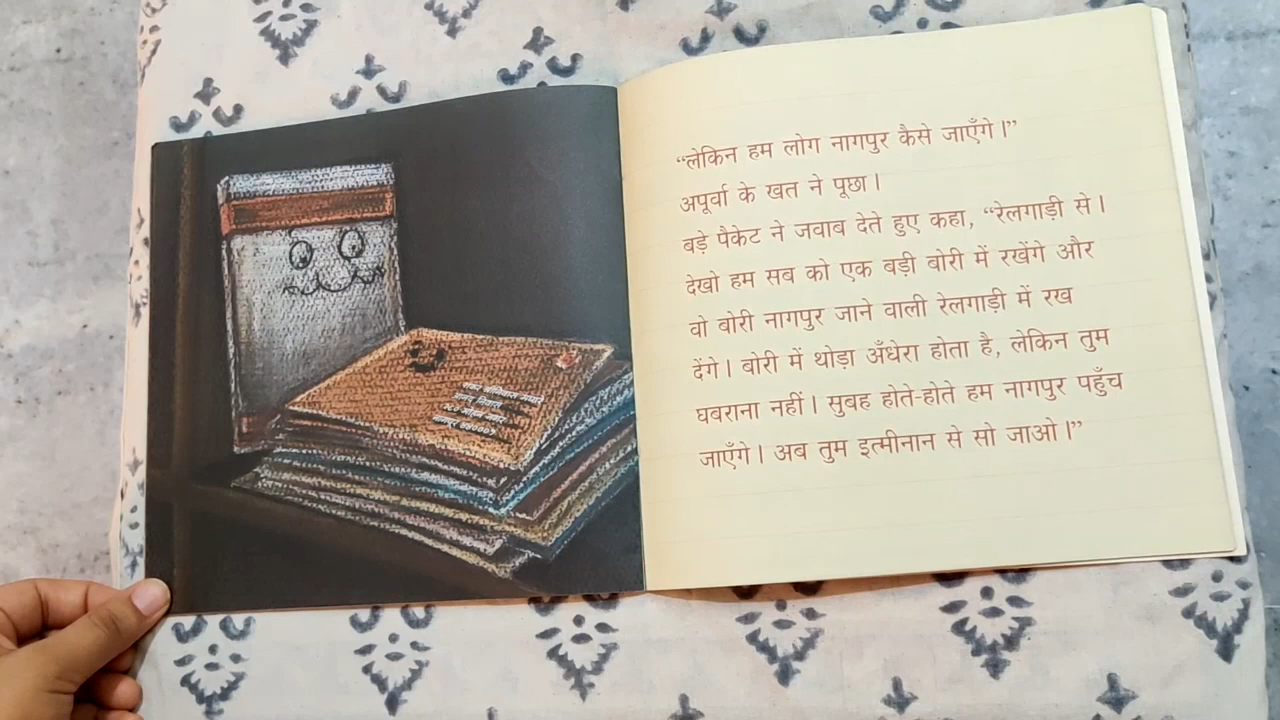 “लेकिन हम लोग नागपुर कैसे जाएँगे।”
अपूर्वा के खत ने पूछा।
बड़े पैकेट ने जवाब देते हुए कहा, “रेलगाड़ी से।
देखो हम सब को एक बड़ी बोरी में रखेंगे और
वो बोरी नागपुर जाने वाली रेलगाड़ी में रख
देंगे। बोरी में थोड़ा अँधेरा होता है, लेकिन तुम
घबराना नहीं। सुबह होते-होते हम नागपुर पहुँच
जाएँगे। अब तुम इत्मीनान से सो जाओ।”